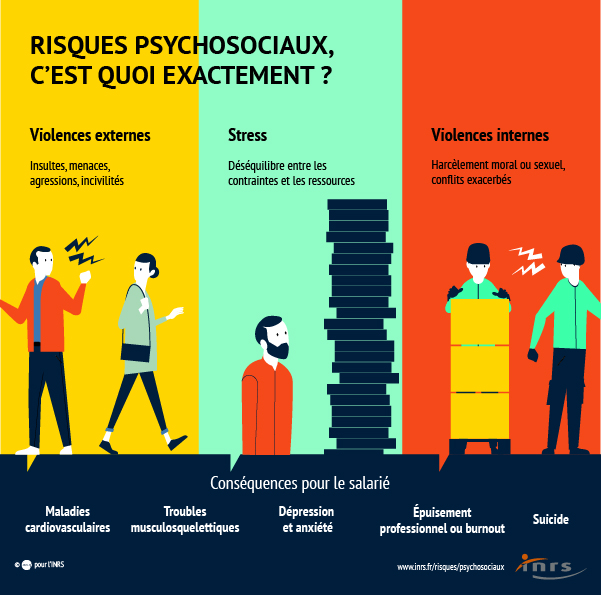 RISQUES PSYCHOSOCIAUX,
C’EST QUOI EXACTEMENT ?
Violences externes
Insultes, menaces,
agressions, incivilités
Stress
Déséquilibre entre les
contraintes et les ressources
Violences internes
Harcèlement moral ou sexuel,
conflits exacerbés
Conséquences pour le salarié
Maladies
cardiovasculaires
Troubles
musculosquelettiques
Dépression
et anxiété
Épuisement
professionnel ou burnout
Suicide
© pour l’INRS
www.inrs.fr/risques/psychosociaux
inrs